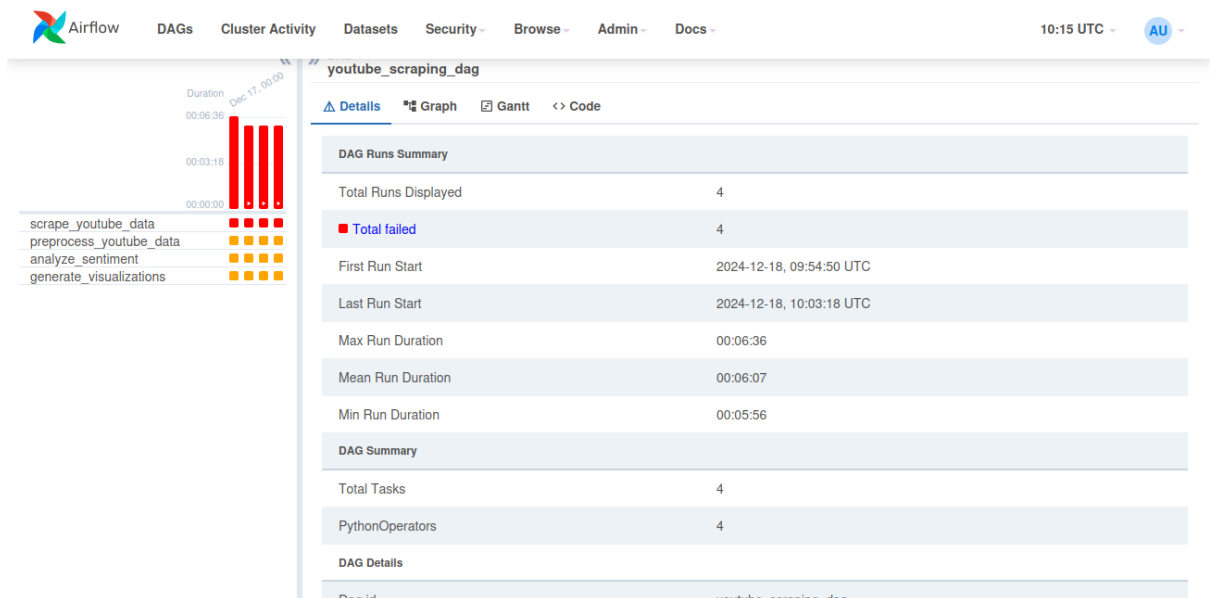 Airflow DAGs Cluster Activity Datasets Security Browse Admin Docs 10:15 UTC AU
youtube_scraping_dag
Dec 17, 00:00
Duration
00:06:36
00:03:18
00:00:00
scrape_youtube_data
preprocess_youtube_data
analyze_sentiment
generate_visualizations
Details Graph Gantt Code
DAG Runs Summary
Total Runs Displayed 4
Total failed 4
First Run Start 2024-12-18, 09:54:50 UTC
Last Run Start 2024-12-18, 10:03:18 UTC
Max Run Duration 00:06:36
Mean Run Duration 00:06:07
Min Run Duration 00:05:56
DAG Summary
Total Tasks 4
PythonOperators 4
DAG Details
Dag id youtube_scraping_dag